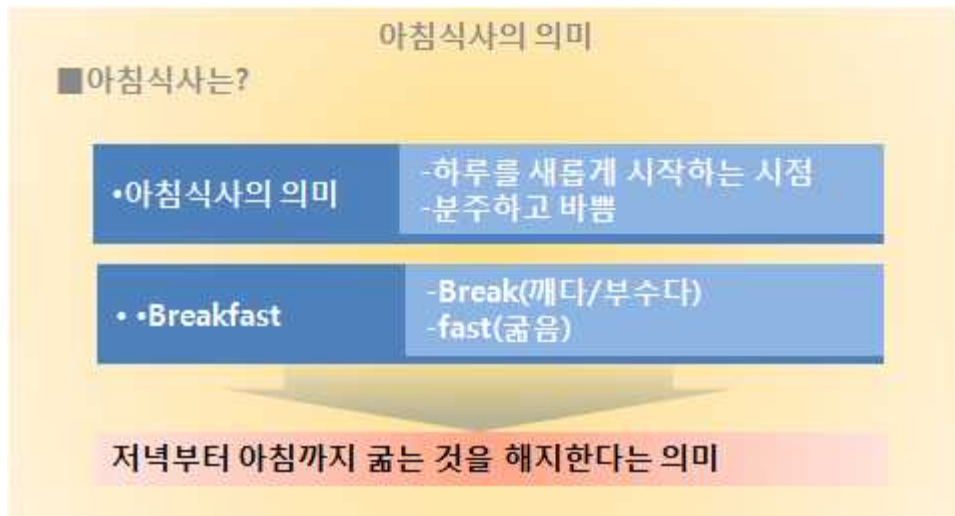 아침식사의 의미
■아침식사는?
•아침식사의 의미
-하루를 새롭게 시작하는 시점
-분주하고 바쁨
• •Breakfast
-Break(깨다/부수다)
-fast(굶음)
저녁부터 아침까지 굶는 것을 해지한다는 의미